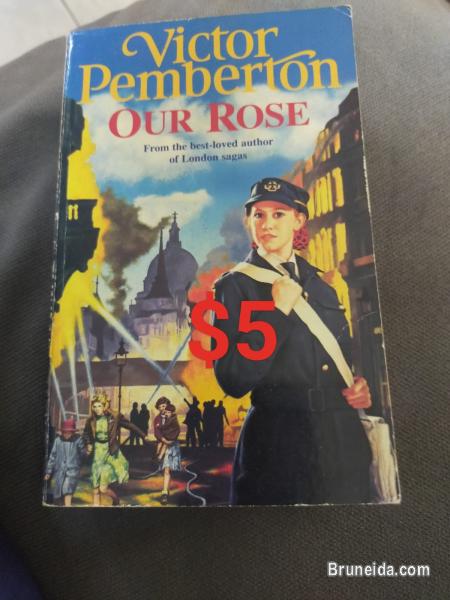 Victor
Pemberton
OUR ROSE
From the best-loved author
of London sagas
$5
Bruneida.com